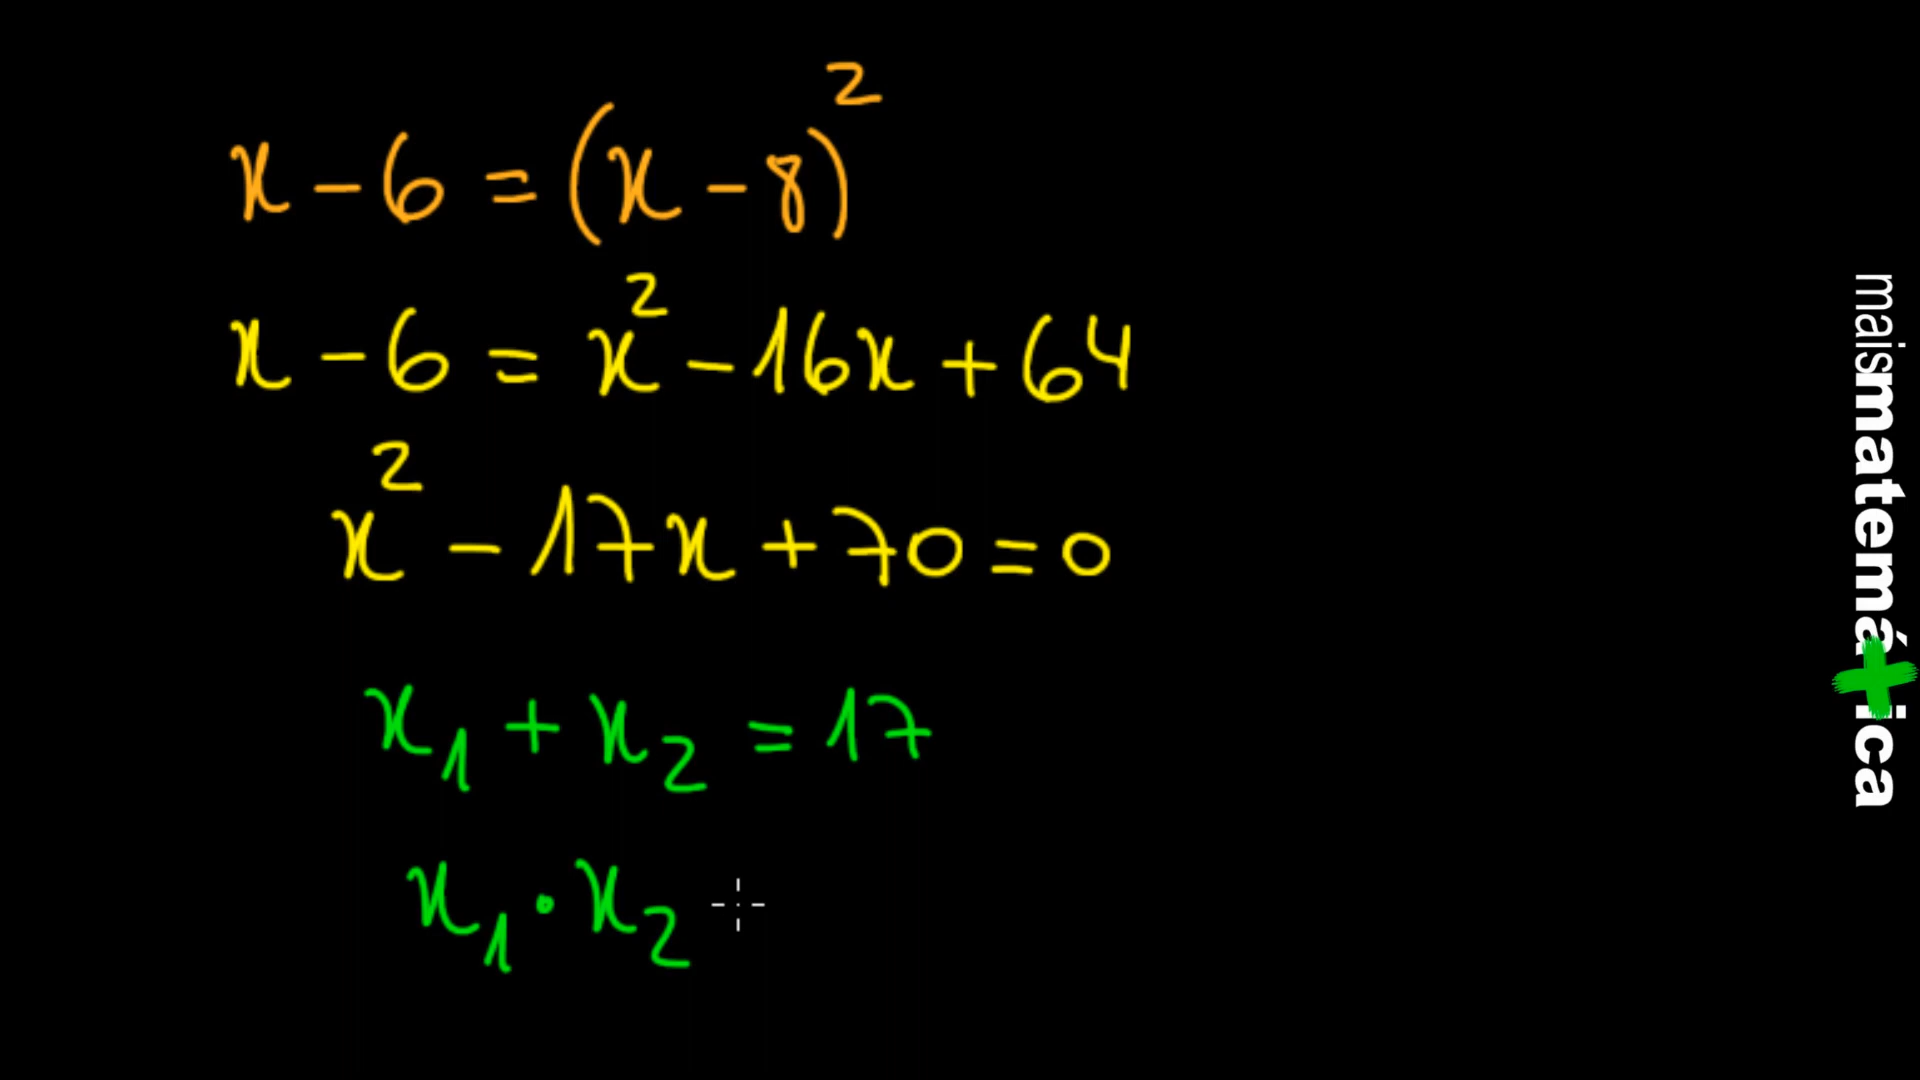 x - 6 = (x - 8)²
x - 6 = x² - 16x + 64
x² - 17x + 70 = 0
x₁ + x₂ = 17
x₁ · x₂
maismatemática